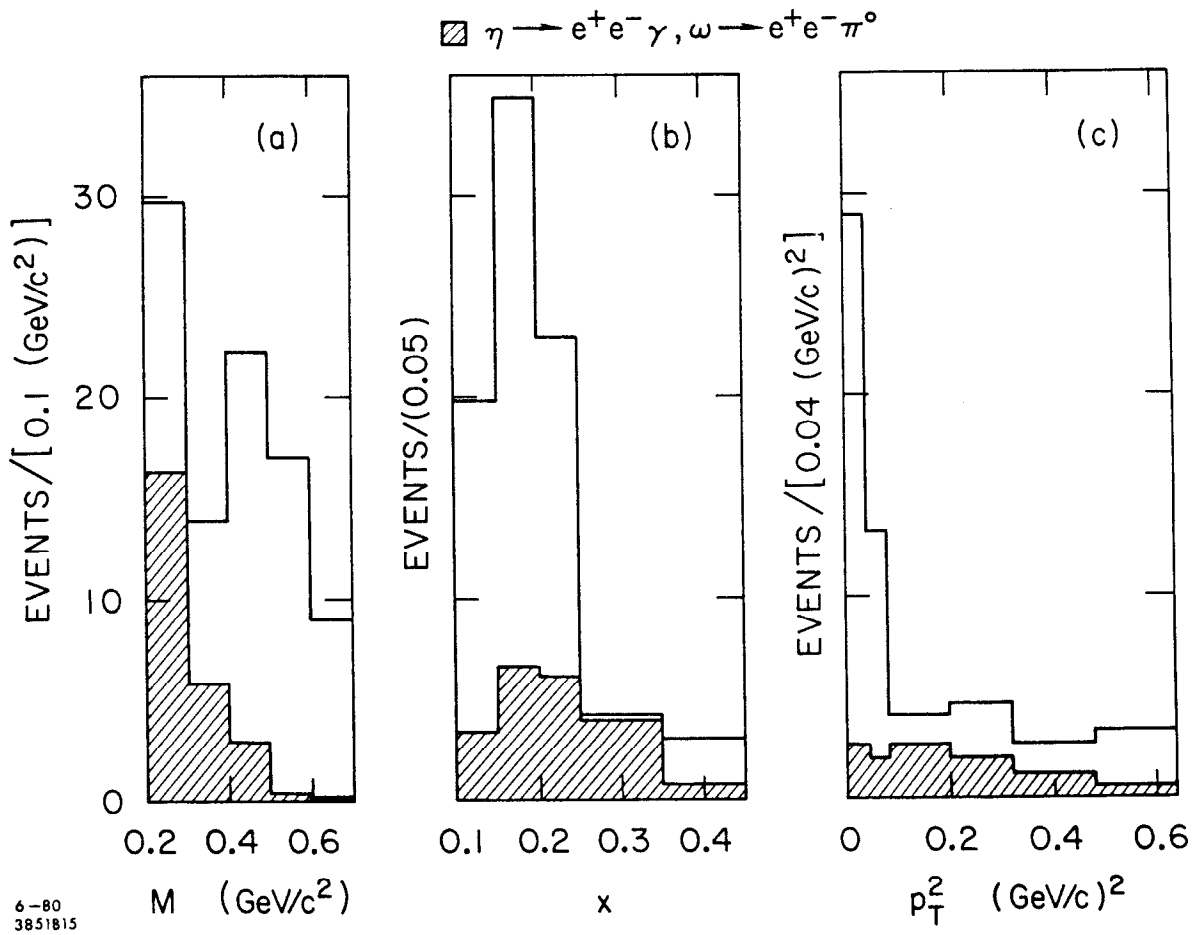 η → e⁺e⁻γ, ω → e⁺e⁻π⁰
(a)
(b)
(c)
EVENTS/[0.1 (GeV/c²)]
30
20
10
0
EVENTS/(0.05)
EVENTS/[0.04 (GeV/c)²]
0.2 0.4 0.6
0.1 0.2 0.3 0.4
0 0.2 0.4 0.6
M (GeV/c²)
x
p_T² (GeV/c)²
6-80
3851B15